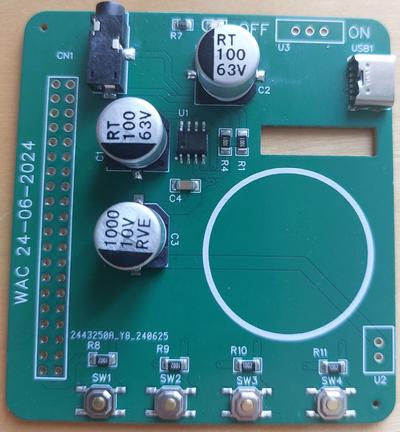 OFF
ON
R7
U3
CN1
USB1
RT
100
63V
C2
RT
100
63V
U1
R4
R1
C4
1000
10V
RVE
C3
WAC 24-06-2024
2443250A_Y8_240625
R8
R9
R10
R11
SW1
SW2
SW3
SW4
U2